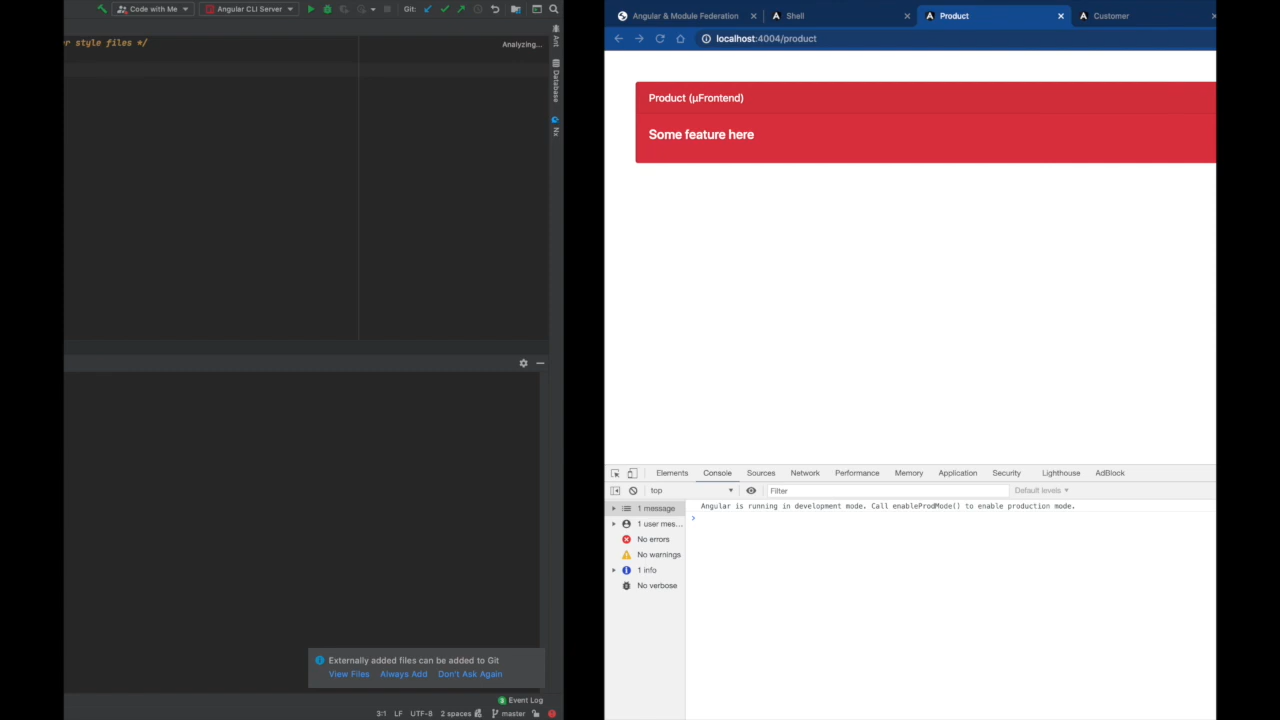 Code with Me
Angular CLI Server
Git:
er style files */
Analyzing...
Ant
Database
Nx
Externally added files can be added to Git
View Files
Always Add
Don't Ask Again
3
Event Log
3:1
LF
UTF-8
2 spaces
master
Angular & Module Federation
Shell
Product
Customer
localhost:4004/product
Product (μFrontend)
Some feature here
Elements
Console
Sources
Network
Performance
Memory
Application
Security
Lighthouse
AdBlock
top
Filter
Default levels
1 message
1 user mes...
No errors
No warnings
1 info
No verbose
Angular is running in development mode. Call enableProdMode() to enable production mode.